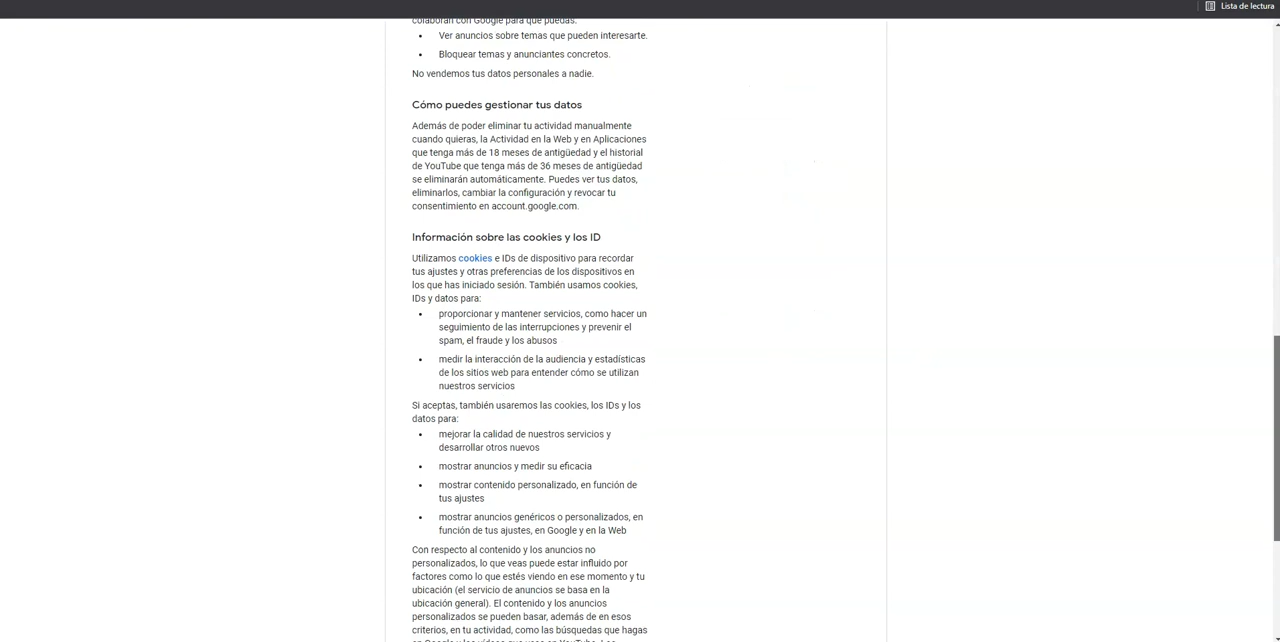 Lista de lectura
colaboran con Google para que puedas:
• Ver anuncios sobre temas que pueden interesarte.
• Bloquear temas y anunciantes concretos.
No vendemos tus datos personales a nadie.
Cómo puedes gestionar tus datos
Además de poder eliminar tu actividad manualmente
cuando quieras, la Actividad en la Web y en Aplicaciones
que tenga más de 18 meses de antigüedad y el historial
de YouTube que tenga más de 36 meses de antigüedad
se eliminarán automáticamente. Puedes ver tus datos,
eliminarlos, cambiar la configuración y revocar tu
consentimiento en account.google.com.
Información sobre las cookies y los ID
Utilizamos cookies e IDs de dispositivo para recordar
tus ajustes y otras preferencias de los dispositivos en
los que has iniciado sesión. También usamos cookies,
IDs y datos para:
• proporcionar y mantener servicios, como hacer un
seguimiento de las interrupciones y prevenir el
spam, el fraude y los abusos
• medir la interacción de la audiencia y estadísticas
de los sitios web para entender cómo se utilizan
nuestros servicios
Si aceptas, también usaremos las cookies, los IDs y los
datos para:
• mejorar la calidad de nuestros servicios y
desarrollar otros nuevos
• mostrar anuncios y medir su eficacia
• mostrar contenido personalizado, en función de
tus ajustes
• mostrar anuncios genéricos o personalizados, en
función de tus ajustes, en Google y en la Web
Con respecto al contenido y los anuncios no
personalizados, lo que veas puede estar influido por
factores como lo que estés viendo en ese momento y tu
ubicación (el servicio de anuncios se basa en la
ubicación general). El contenido y los anuncios
personalizados se pueden basar, además de en esos
criterios, en tu actividad, como las búsquedas que hagas
en Google y los vídeos que veas en YouTube. Los